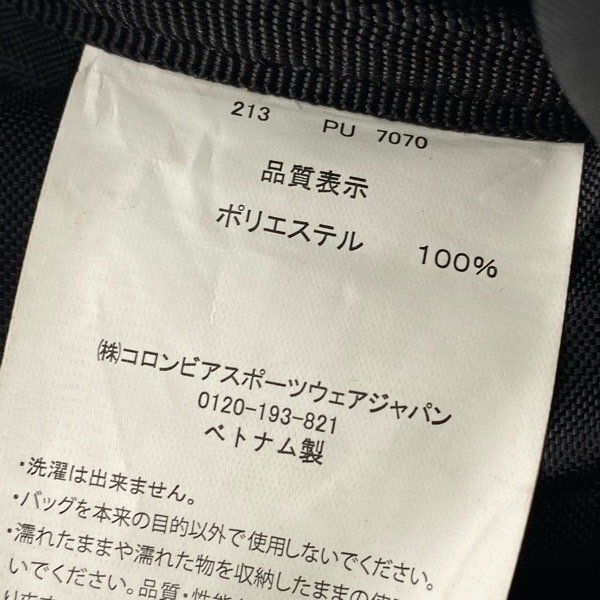 213 PU 7070
品質表示
ポリエステル 100%
(株)コロンビアスポーツウェアジャパン
0120-193-821
ベトナム製
・洗濯は出来ません。
・バッグを本来の目的以外で使用しないでください。
・濡れたままや濡れた物を収納したままの使
いでください。品質・性能